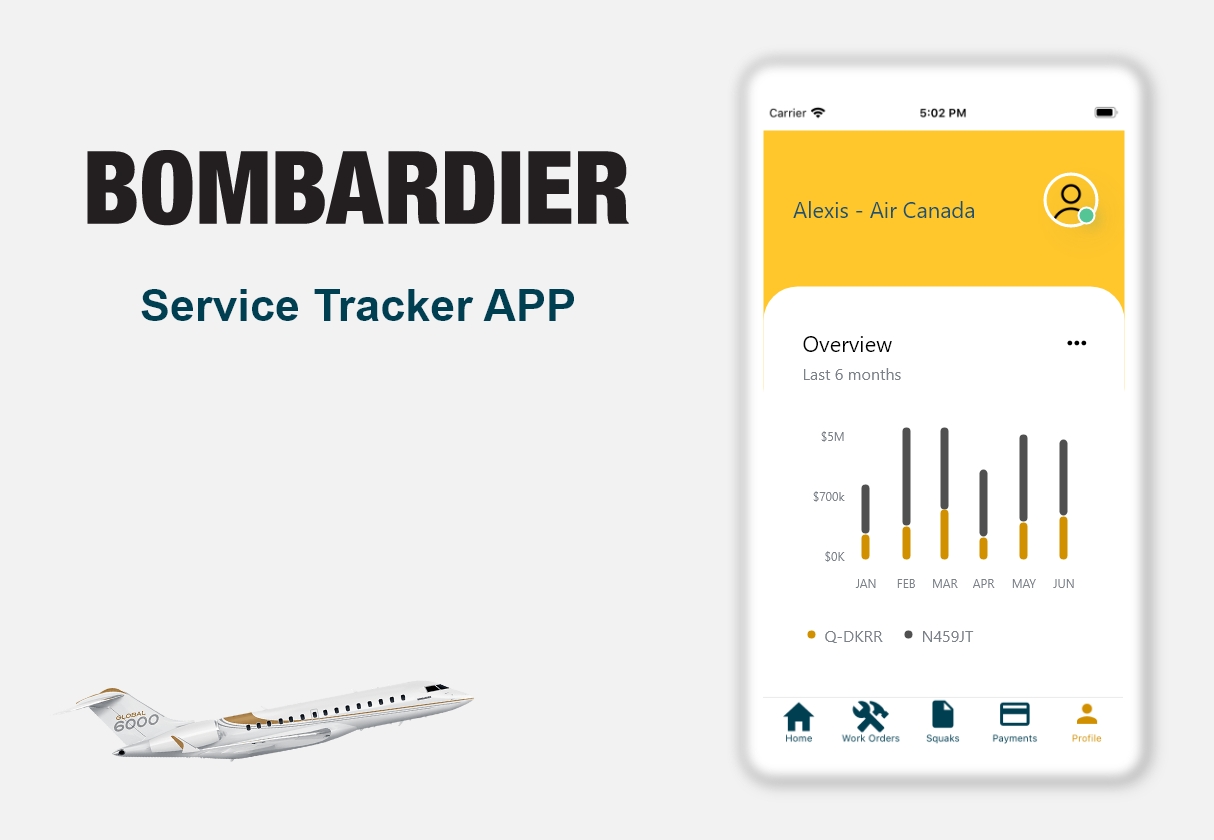 BOMBARDIER
Service Tracker APP
GLOBAL
6000
Carrier
5:02 PM
Alexis - Air Canada
Overview
Last 6 months
$5M
$700k
$0K
JAN FEB MAR APR MAY JUN
Q-DKRR N459JT
Home Work Orders Squaks Payments Profile